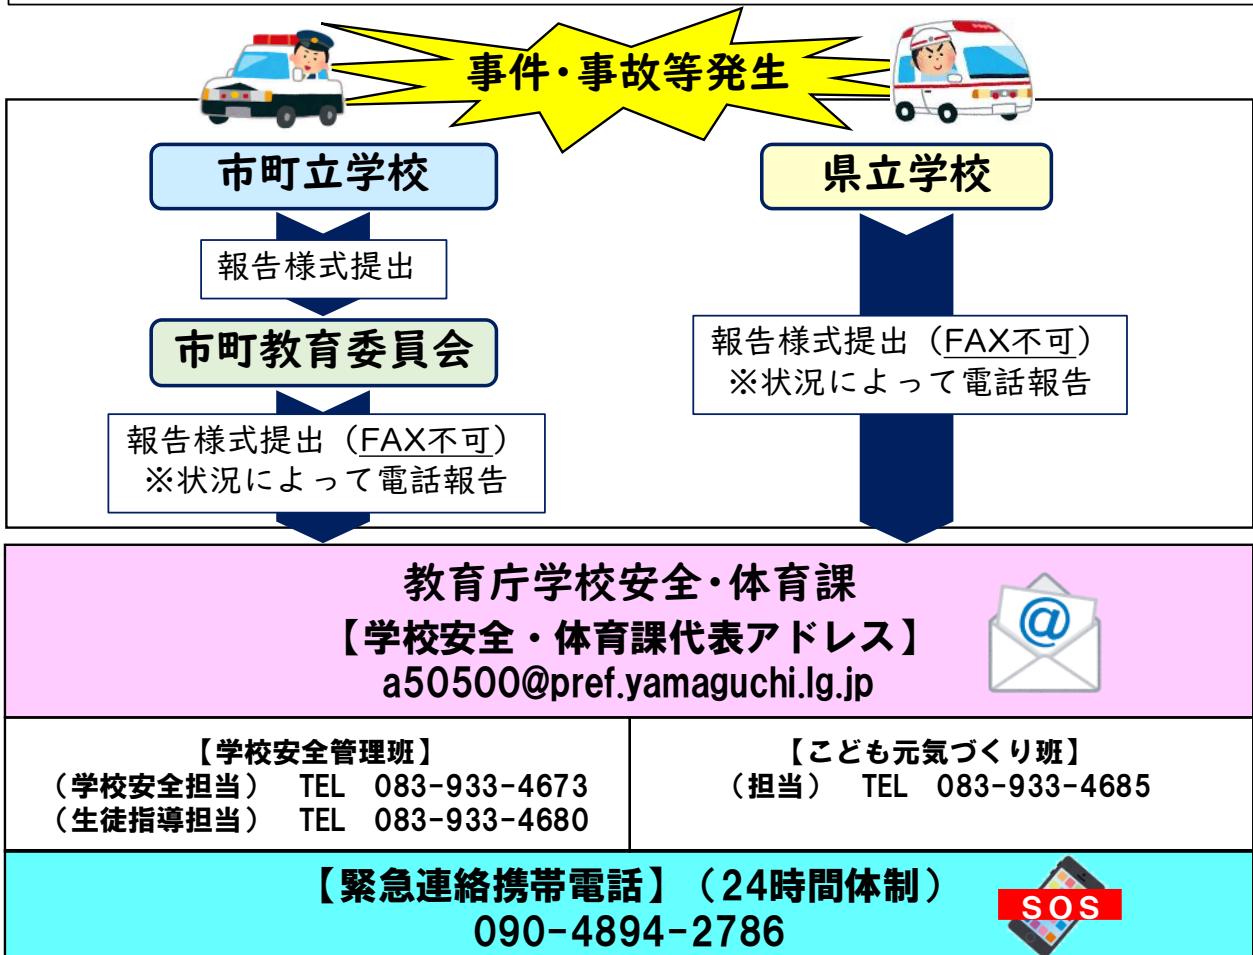 事件・事故等発生
市町立学校
県立学校
報告様式提出
市町教育委員会
報告様式提出（FAX不可）
※状況によって電話報告
報告様式提出（FAX不可）
※状況によって電話報告
教育庁学校安全・体育課
【学校安全・体育課代表アドレス】
a50500@pref.yamaguchi.lg.jp
@
【学校安全管理班】
（学校安全担当） TEL 083-933-4673
（生徒指導担当） TEL 083-933-4680
【こども元気づくり班】
（担当） TEL 083-933-4685
【緊急連絡携帯電話】（24時間体制）
090-4894-2786
SOS